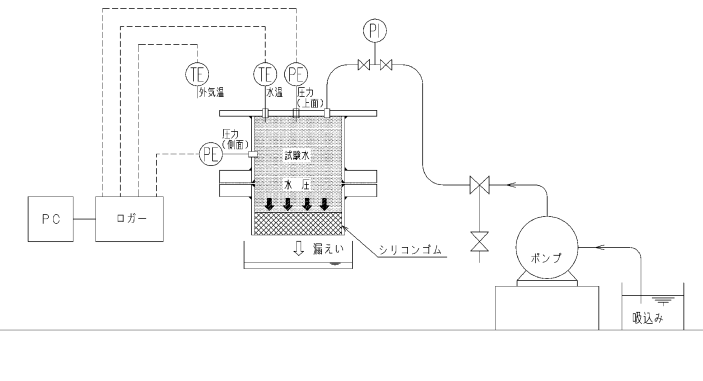 PI
TE
TE
PE
外気温
水温
圧力
(上面)
圧力
(側面)
PE
試験水
水 圧
PC
ロガー
漏えい
シリコンゴム
ポンプ
吸込み